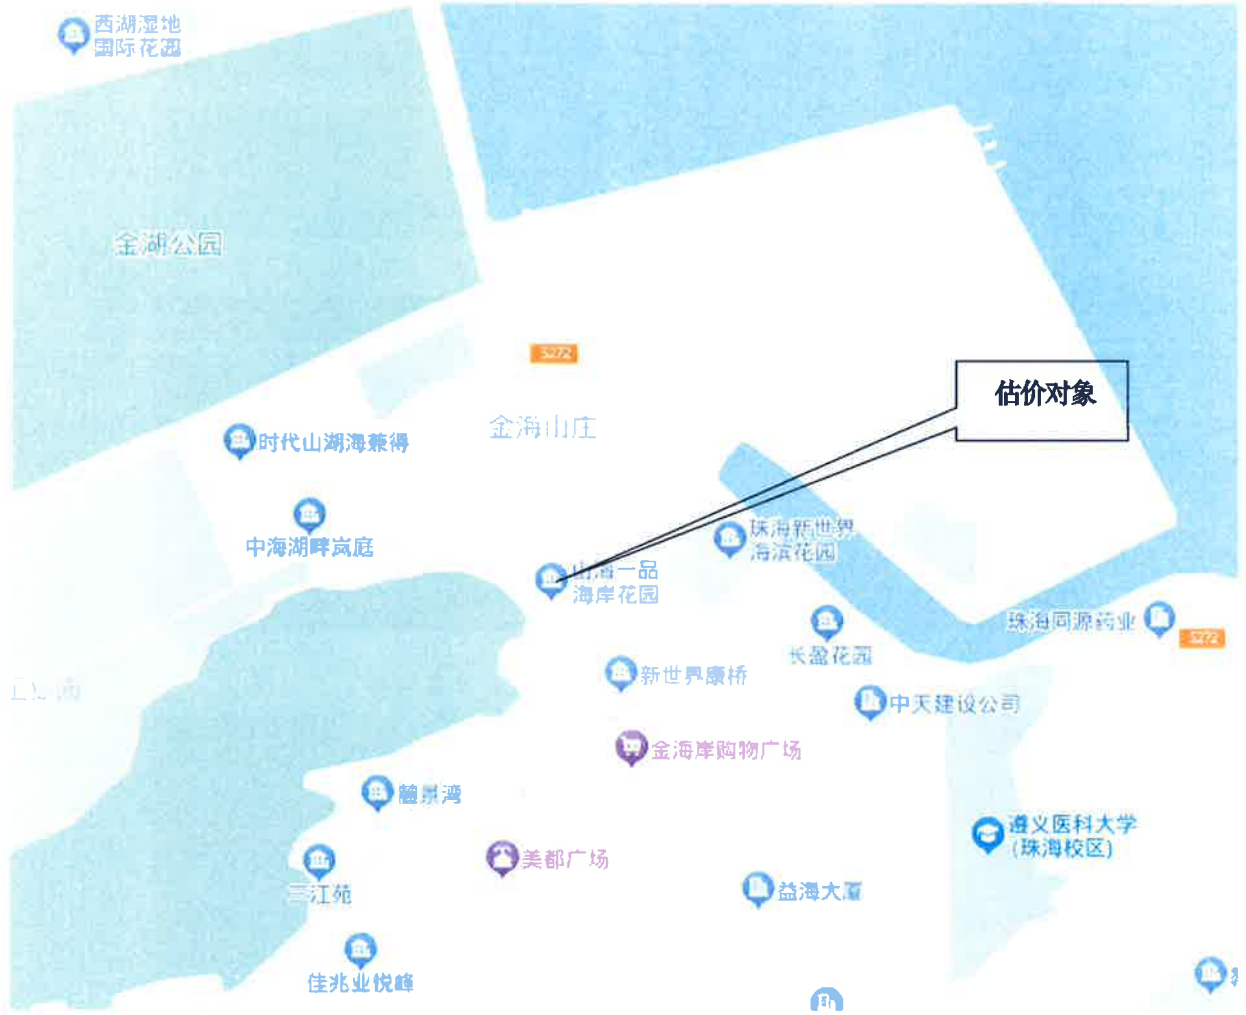 西湖湿地
国际花园
金湖公园
S272
估价对象
金海山庄
时代山湖海兼得
中海湖畔岚庭
珠海新世界
海滨花园
山海一品
海岸花园
珠海同源药业
S272
长盈花园
新世界康桥
中天建设公司
金海岸购物广场
遵义医科大学
(珠海校区)
美都广场
三江苑
益海大厦
佳兆业悦峰